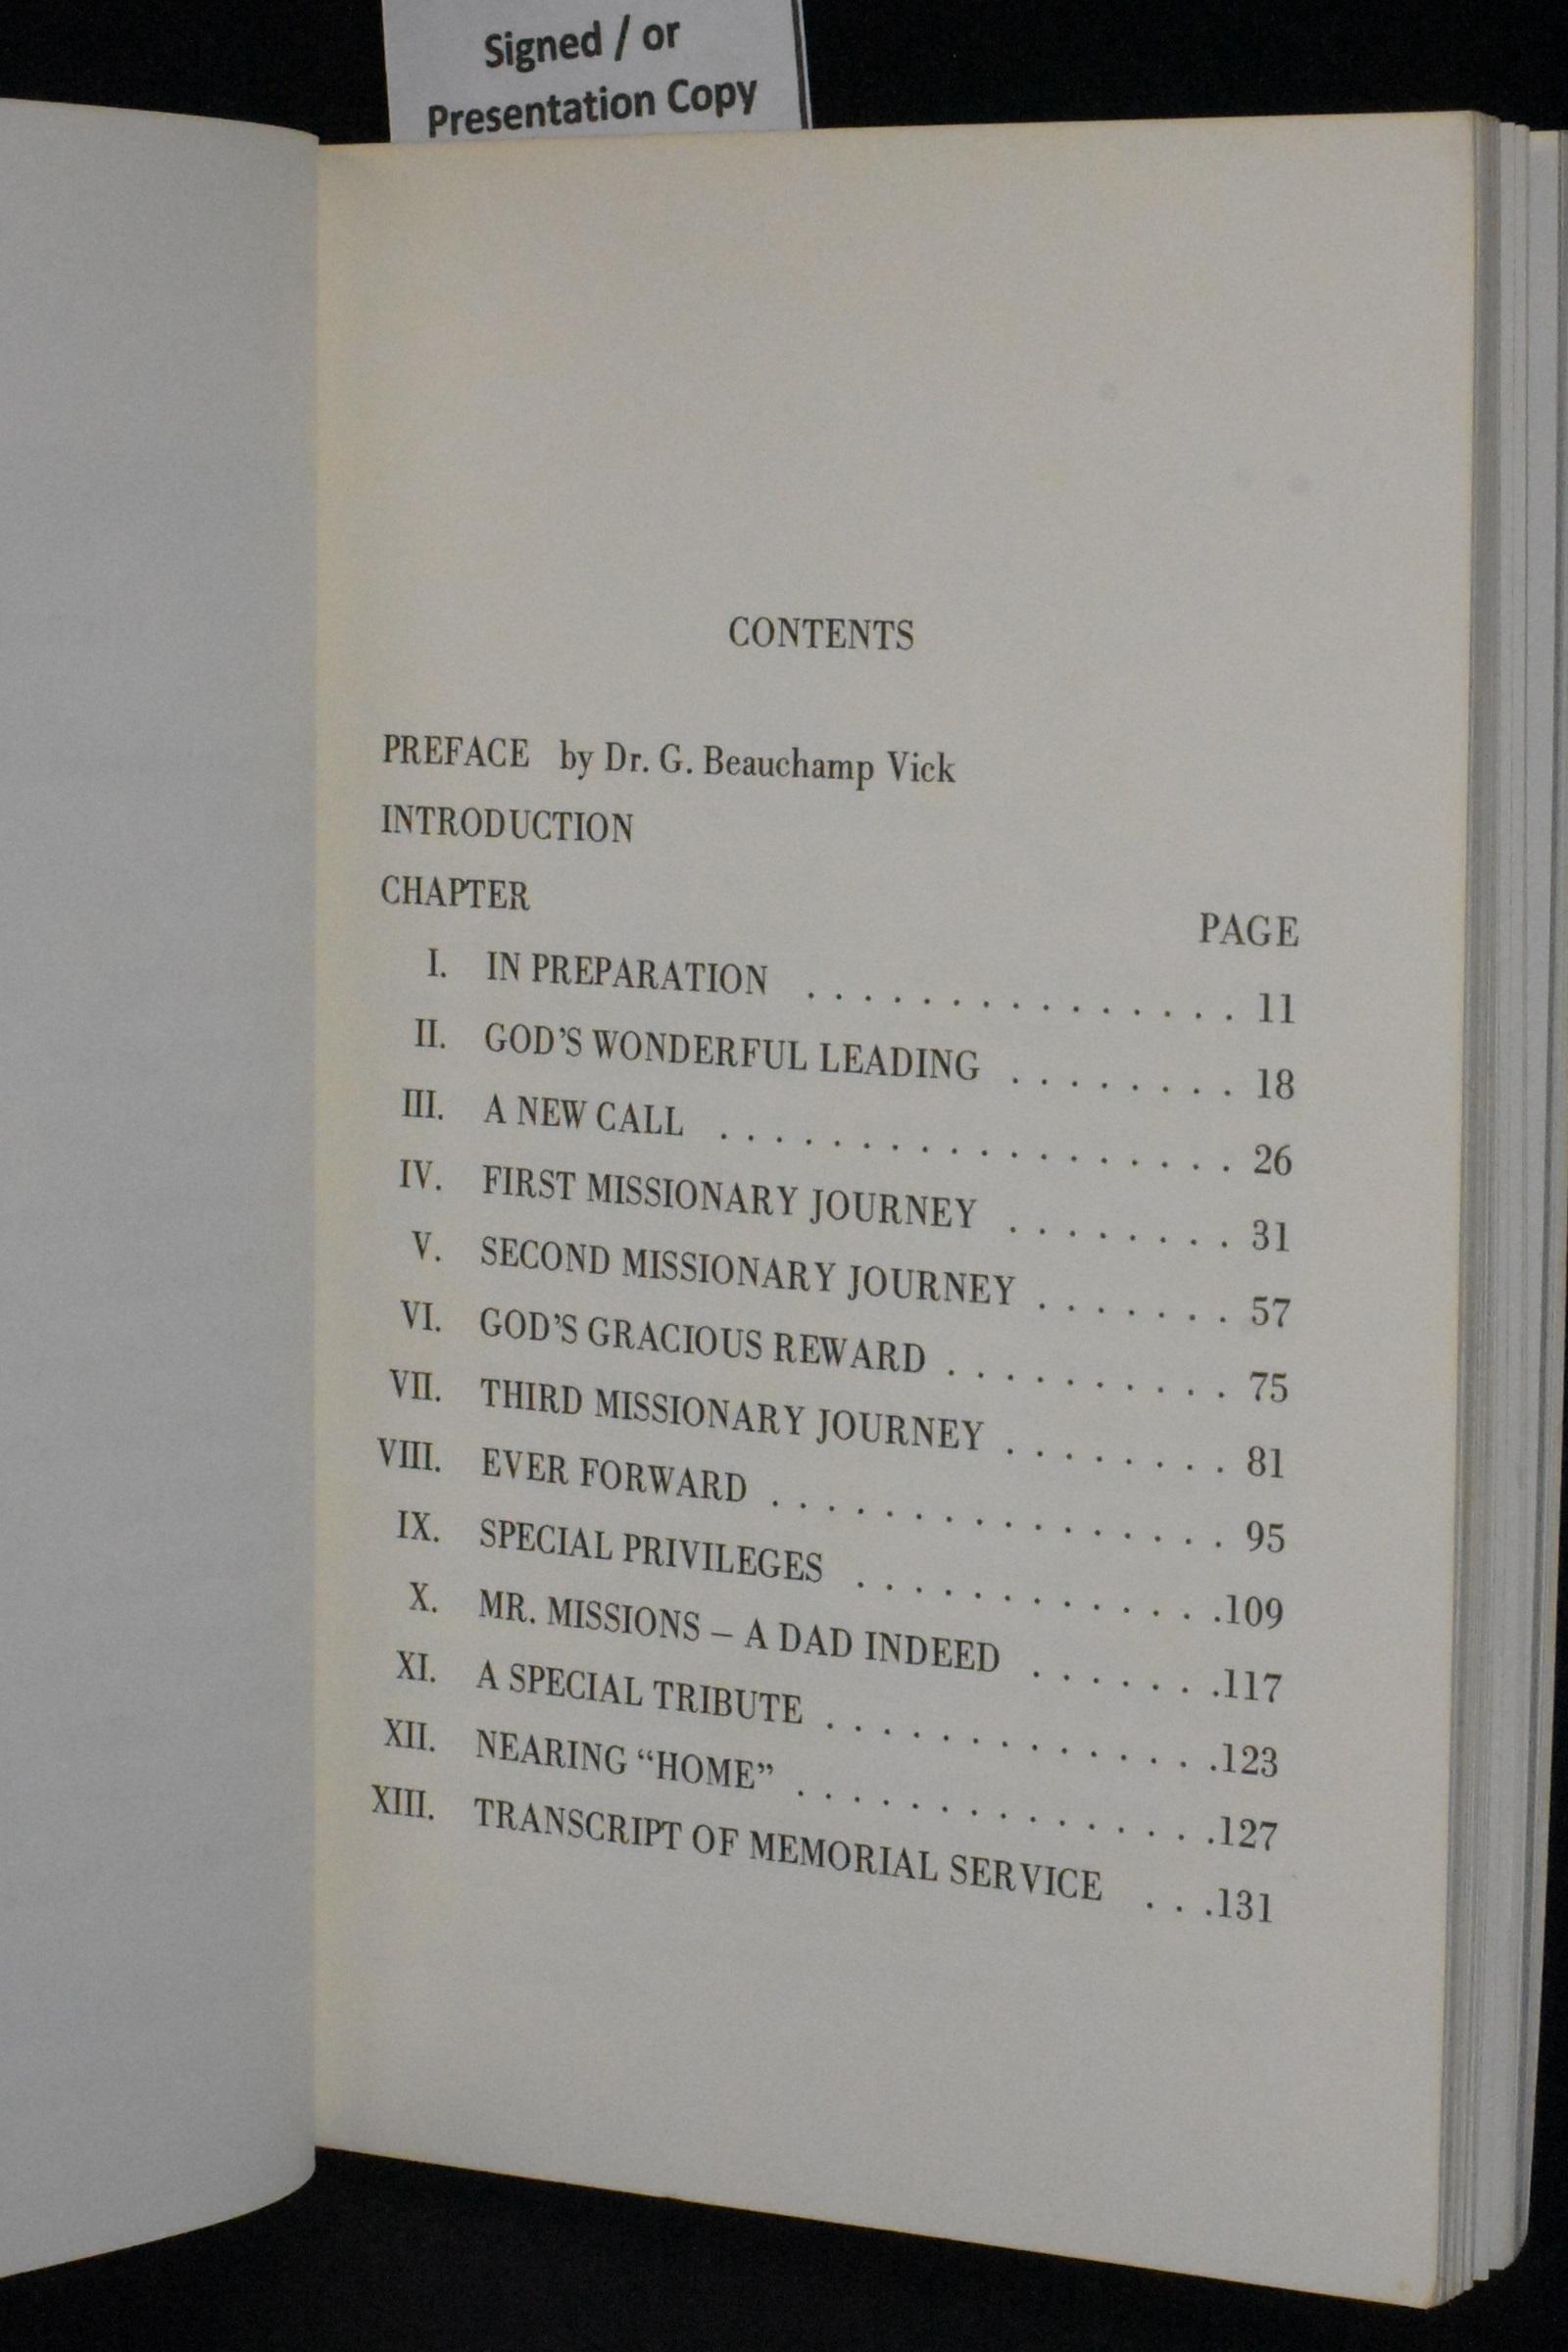 Signed / or
Presentation Copy
CONTENTS
PREFACE by Dr. G. Beauchamp Vick
INTRODUCTION
CHAPTER PAGE
I. IN PREPARATION . . . . . . . . . . . . . . . 11
II. GOD'S WONDERFUL LEADING . . . . . . . . 18
III. A NEW CALL . . . . . . . . . . . . . . . . . . 26
IV. FIRST MISSIONARY JOURNEY . . . . . . . . 31
V. SECOND MISSIONARY JOURNEY . . . . . . . 57
VI. GOD'S GRACIOUS REWARD . . . . . . . . . . 75
VII. THIRD MISSIONARY JOURNEY . . . . . . . . 81
VIII. EVER FORWARD . . . . . . . . . . . . . . . . 95
IX. SPECIAL PRIVILEGES . . . . . . . . . . . . .109
X. MR. MISSIONS – A DAD INDEED . . . . . . .117
XI. A SPECIAL TRIBUTE . . . . . . . . . . . . . .123
XII. NEARING “HOME” . . . . . . . . . . . . . . .127
XIII. TRANSCRIPT OF MEMORIAL SERVICE . . .131